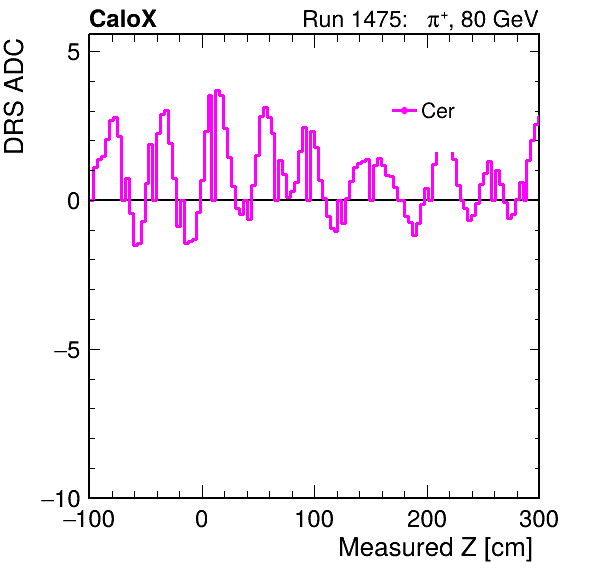 CaloX Run 1475: π⁺, 80 GeV
DRS ADC
Cer
5
0
−5
−10
−100 0 100 200 300
Measured Z [cm]